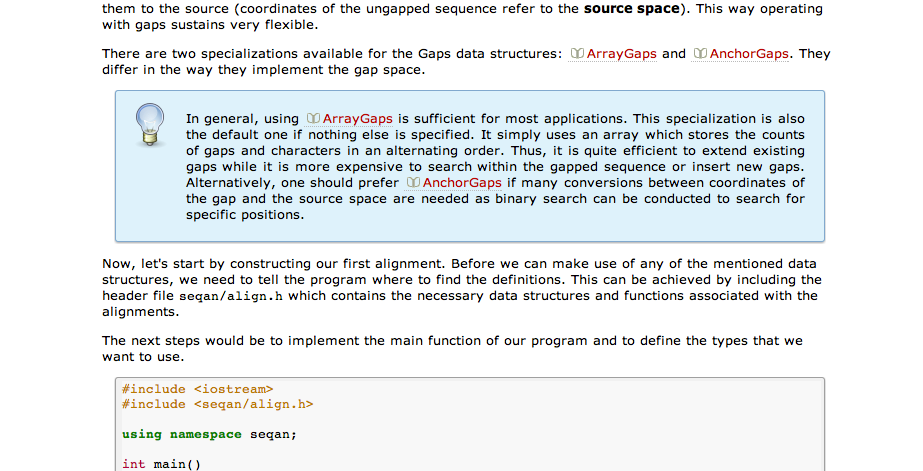 them to the source (coordinates of the ungapped sequence refer to the source space). This way operating
with gaps sustains very flexible.
There are two specializations available for the Gaps data structures: ArrayGaps and AnchorGaps. They
differ in the way they implement the gap space.
In general, using ArrayGaps is sufficient for most applications. This specialization is also
the default one if nothing else is specified. It simply uses an array which stores the counts
of gaps and characters in an alternating order. Thus, it is quite efficient to extend existing
gaps while it is more expensive to search within the gapped sequence or insert new gaps.
Alternatively, one should prefer AnchorGaps if many conversions between coordinates of
the gap and the source space are needed as binary search can be conducted to search for
specific positions.
Now, let's start by constructing our first alignment. Before we can make use of any of the mentioned data
structures, we need to tell the program where to find the definitions. This can be achieved by including the
header file seqan/align.h which contains the necessary data structures and functions associated with the
alignments.
The next steps would be to implement the main function of our program and to define the types that we
want to use.
#include <iostream>
#include <seqan/align.h>
using namespace seqan;
int main()